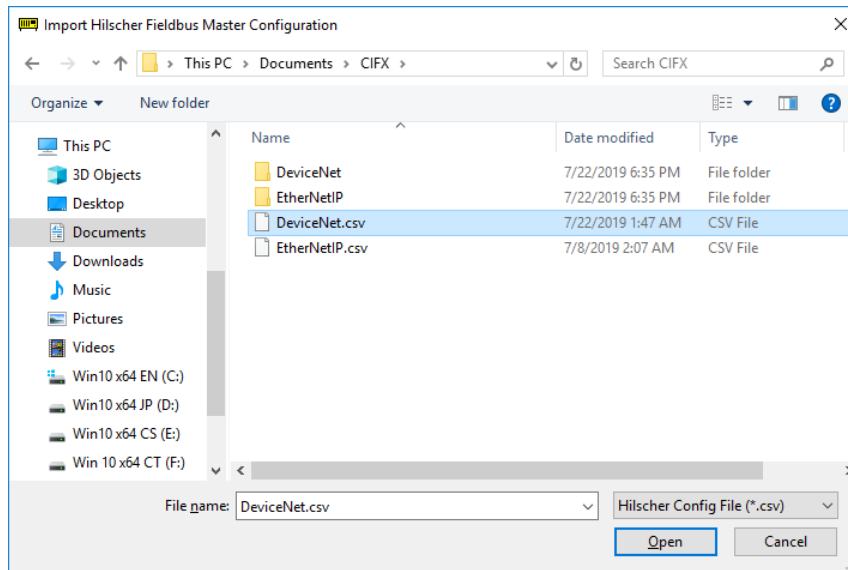 Import Hilscher Fieldbus Master Configuration
This PC > Documents > CIFX >
Search CIFX
Organize
New folder
Name
Date modified
Type
This PC
3D Objects
Desktop
Documents
Downloads
Music
Pictures
Videos
Win10 x64 EN (C:)
Win10 x64 JP (D:)
Win10 x64 CS (E:)
Win 10 x64 CT (F:)
DeviceNet 7/22/2019 6:35 PM File folder
EtherNetIP 7/22/2019 6:35 PM File folder
DeviceNet.csv 7/22/2019 1:47 AM CSV File
EtherNetIP.csv 7/8/2019 2:07 AM CSV File
File name: DeviceNet.csv
Hilscher Config File (*.csv)
Open
Cancel